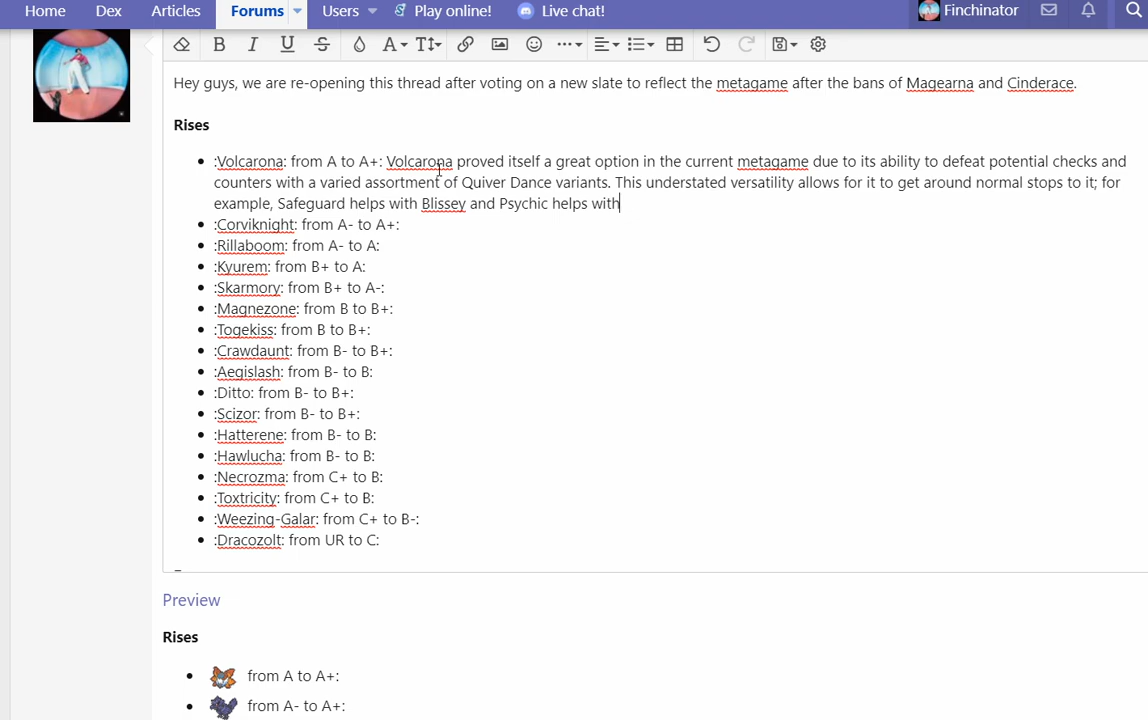 Home Dex Articles Forums Users Play online! Live chat! Finchinator
Hey guys, we are re-opening this thread after voting on a new slate to reflect the metagame after the bans of Magearna and Cinderace.
Rises
:Volcarona: from A to A+: Volcarona proved itself a great option in the current metagame due to its ability to defeat potential checks and
counters with a varied assortment of Quiver Dance variants. This understated versatility allows for it to get around normal stops to it; for
example, Safeguard helps with Blissey and Psychic helps with
:Corviknight: from A- to A+:
:Rillaboom: from A- to A:
:Kyurem: from B+ to A:
:Skarmory: from B+ to A-:
:Magnezone: from B to B+:
:Togekiss: from B to B+:
:Crawdaunt: from B- to B+:
:Aegislash: from B- to B:
:Ditto: from B- to B+:
:Scizor: from B- to B+:
:Hatterene: from B- to B:
:Hawlucha: from B- to B:
:Necrozma: from C+ to B:
:Toxtricity: from C+ to B:
:Weezing-Galar: from C+ to B-:
:Dracozolt: from UR to C:
Preview
Rises
from A to A+:
from A- to A+: